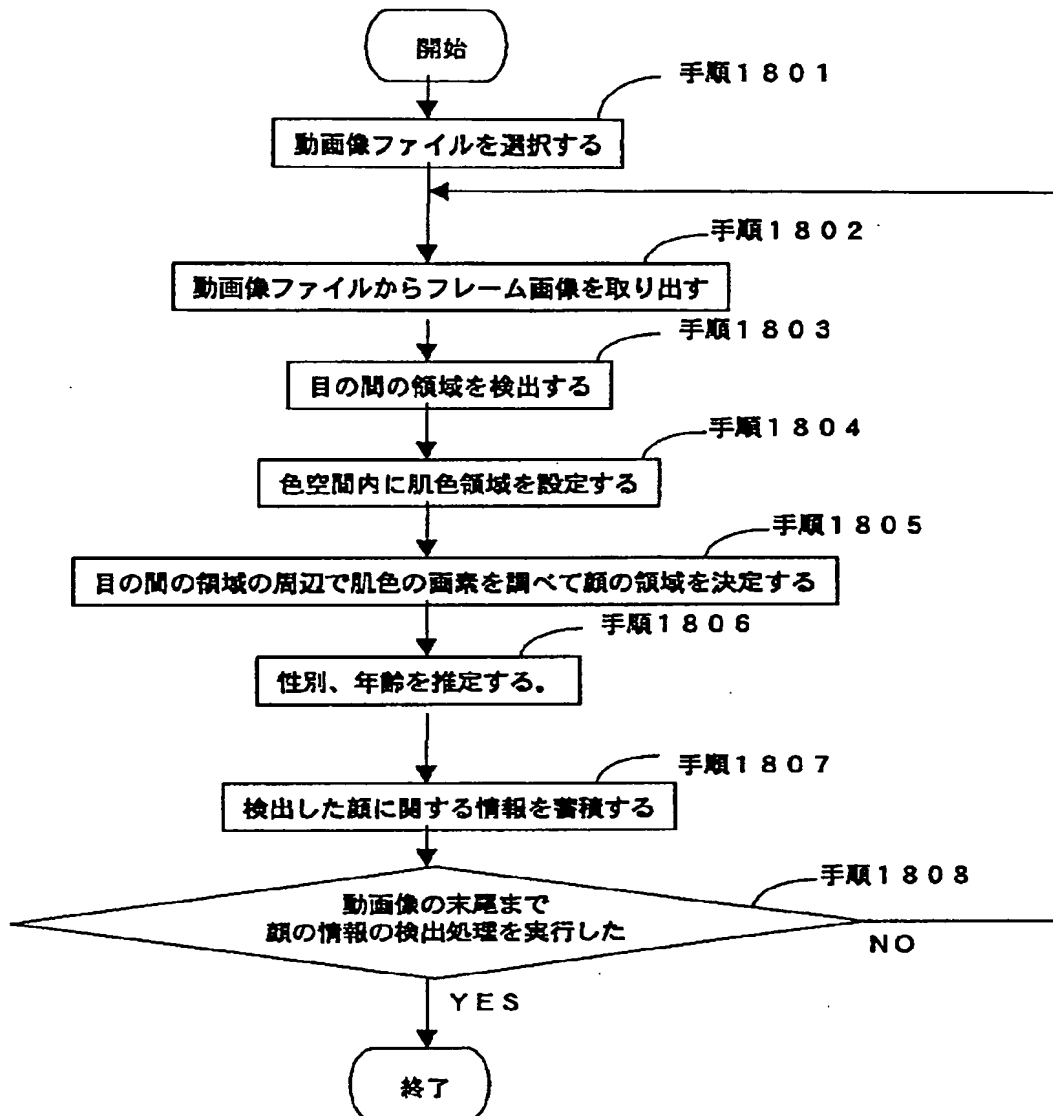 開始
手順1801
動画像ファイルを選択する
手順1802
動画像ファイルからフレーム画像を取り出す
手順1803
目の間の領域を検出する
手順1804
色空間内に肌色領域を設定する
手順1805
目の間の領域の周辺で肌色の画素を調べて顔の領域を決定する
手順1806
性別、年齢を推定する。
手順1807
検出した顔に関する情報を蓄積する
手順1808
動画像の末尾まで
顔の情報の検出処理を実行した
NO
YES
終了